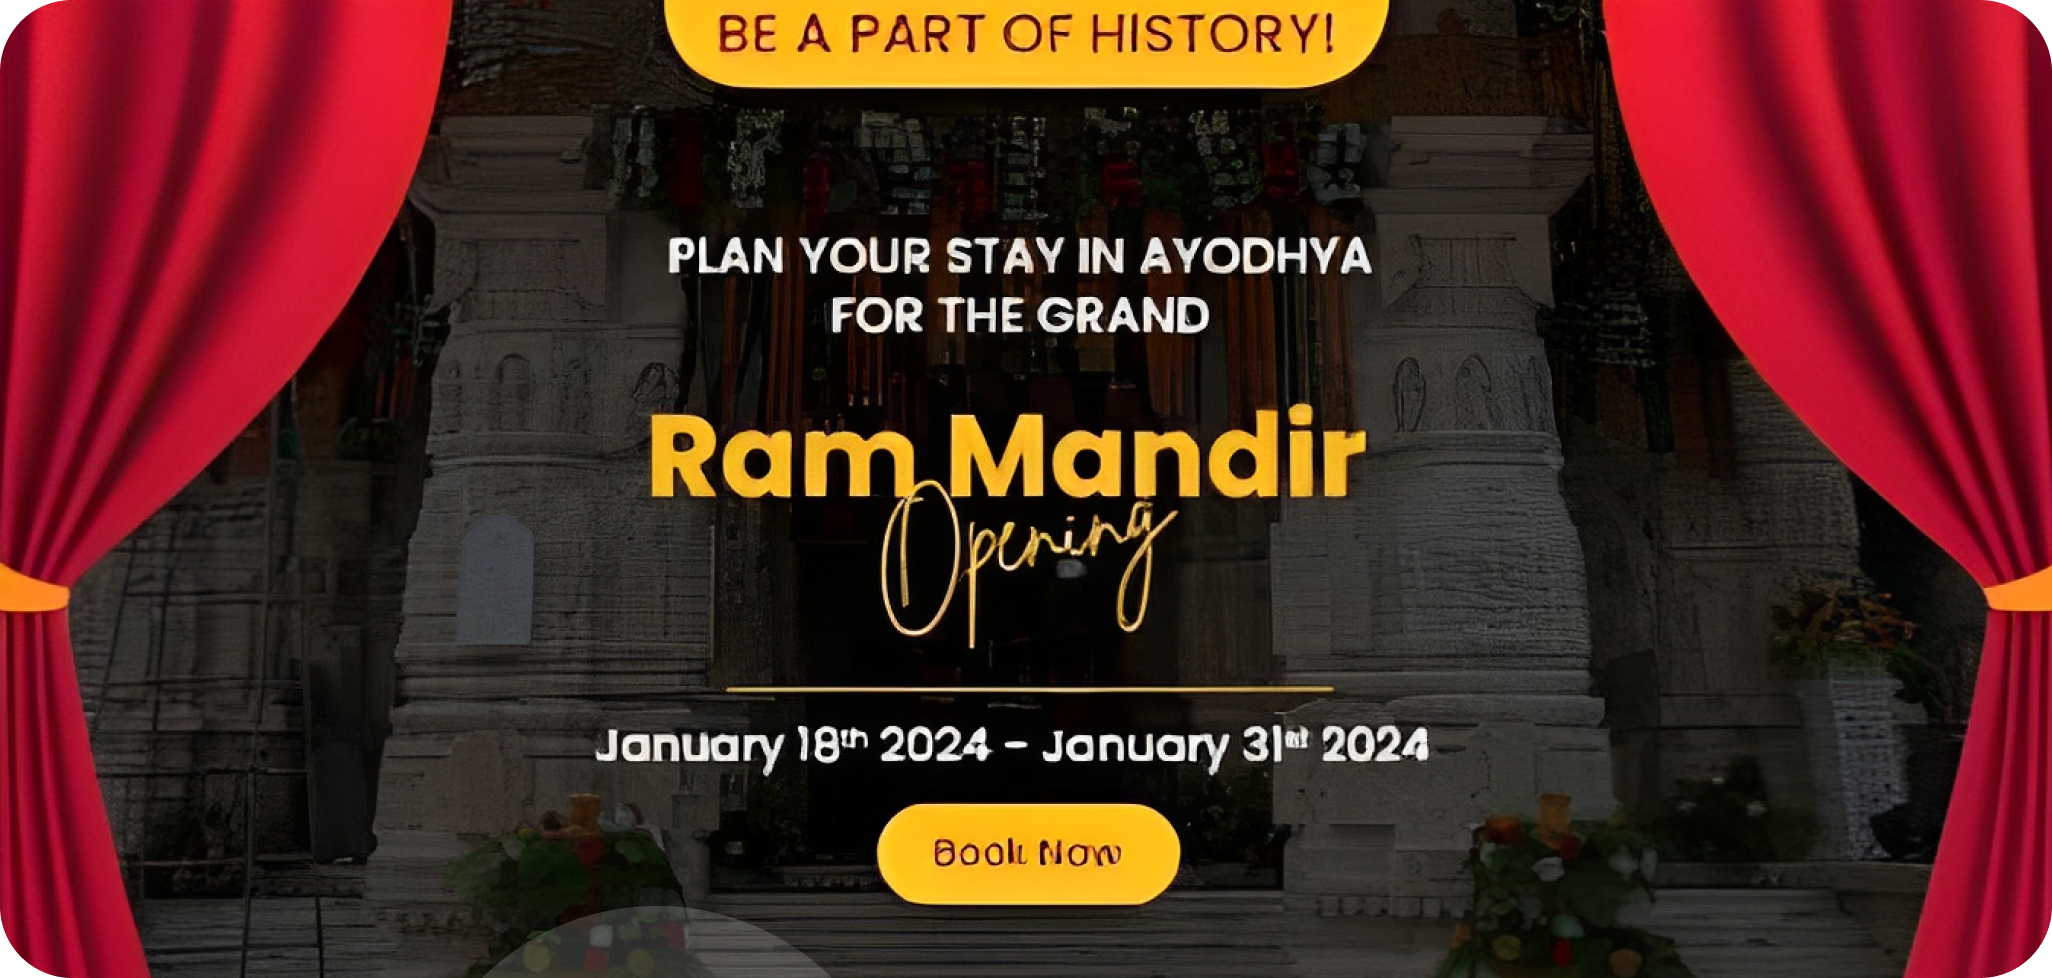 BE A PART OF HISTORY!
PLAN YOUR STAY IN AYODHYA
FOR THE GRAND
Ram Mandir
Opening
January 18th 2024 - January 31st 2024
Book Now